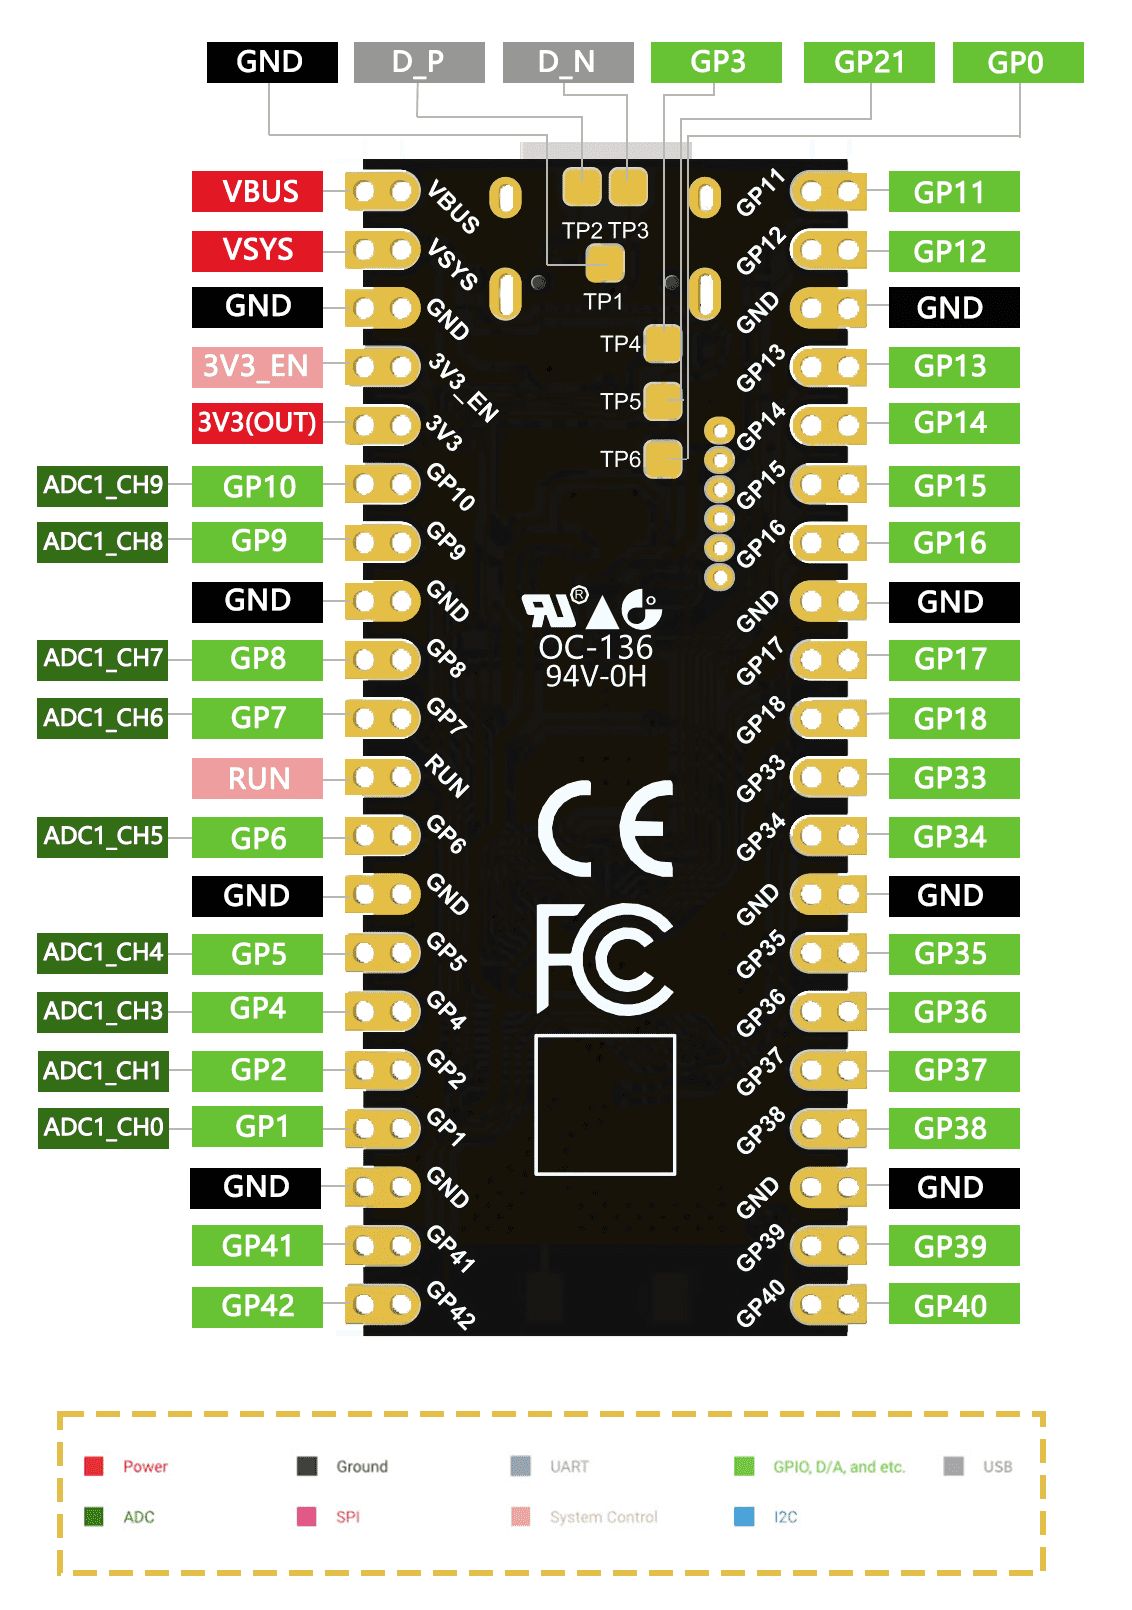 GND D_P D_N GP3 GP21 GP0
VBUS VBUS TP2 TP3 GP11 GP11
VSYS VSYS TP1 GP12 GP12
GND GND GND GND
3V3_EN 3V3_EN TP4 GP13 GP13
3V3(OUT) 3V3 TP5 GP14 GP14
ADC1_CH9 GP10 GP10 TP6 GP15 GP15
ADC1_CH8 GP9 GP9 GP16 GP16
GND GND ® GND GND
OC-136
ADC1_CH7 GP8 GP8 94V-0H GP17 GP17
ADC1_CH6 GP7 GP7 GP18 GP18
RUN RUN GP33 GP33
ADC1_CH5 GP6 GP6 CE GP34 GP34
GND GND GND GND
ADC1_CH4 GP5 GP5 FC GP35 GP35
ADC1_CH3 GP4 GP4 GP36 GP36
ADC1_CH1 GP2 GP2 GP37 GP37
ADC1_CH0 GP1 GP1 GP38 GP38
GND GND GND GND
GP41 GP41 GP39 GP39
GP42 GP42 GP40 GP40
Power Ground UART GPIO, D/A, and etc. USB
ADC SPI System Control I2C